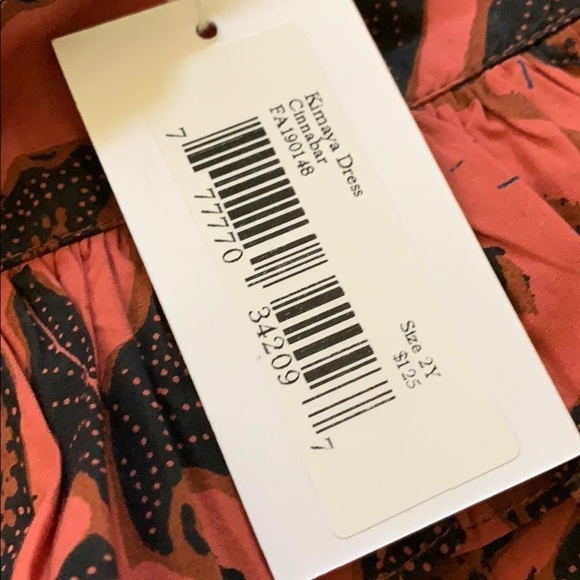 Kimaya Dress
Cinnabar
FA190148
7 77770 34209 7
Size 2Y
$125